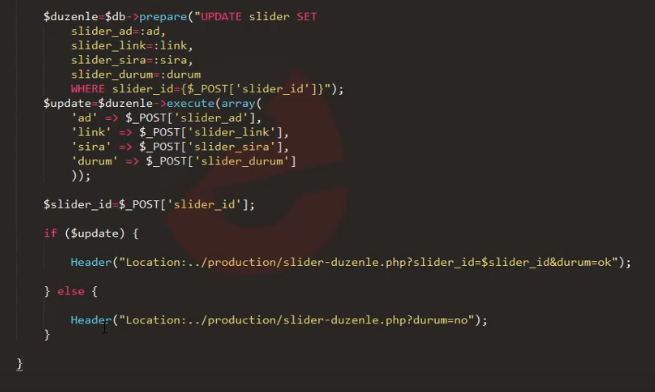 $duzenle=$db->prepare("UPDATE slider SET
slider_ad=:ad,
slider_link=:link,
slider_sira=:sira,
slider_durum=:durum
WHERE slider_id={$_POST['slider_id']}");
$update=$duzenle->execute(array(
'ad' => $_POST['slider_ad'],
'link' => $_POST['slider_link'],
'sira' => $_POST['slider_sira'],
'durum' => $_POST['slider_durum']
));
$slider_id=$_POST['slider_id'];
if ($update) {
Header("Location:../production/slider-duzenle.php?slider_id=$slider_id&durum=ok");
} else {
Header("Location:../production/slider-duzenle.php?durum=no");
}
}